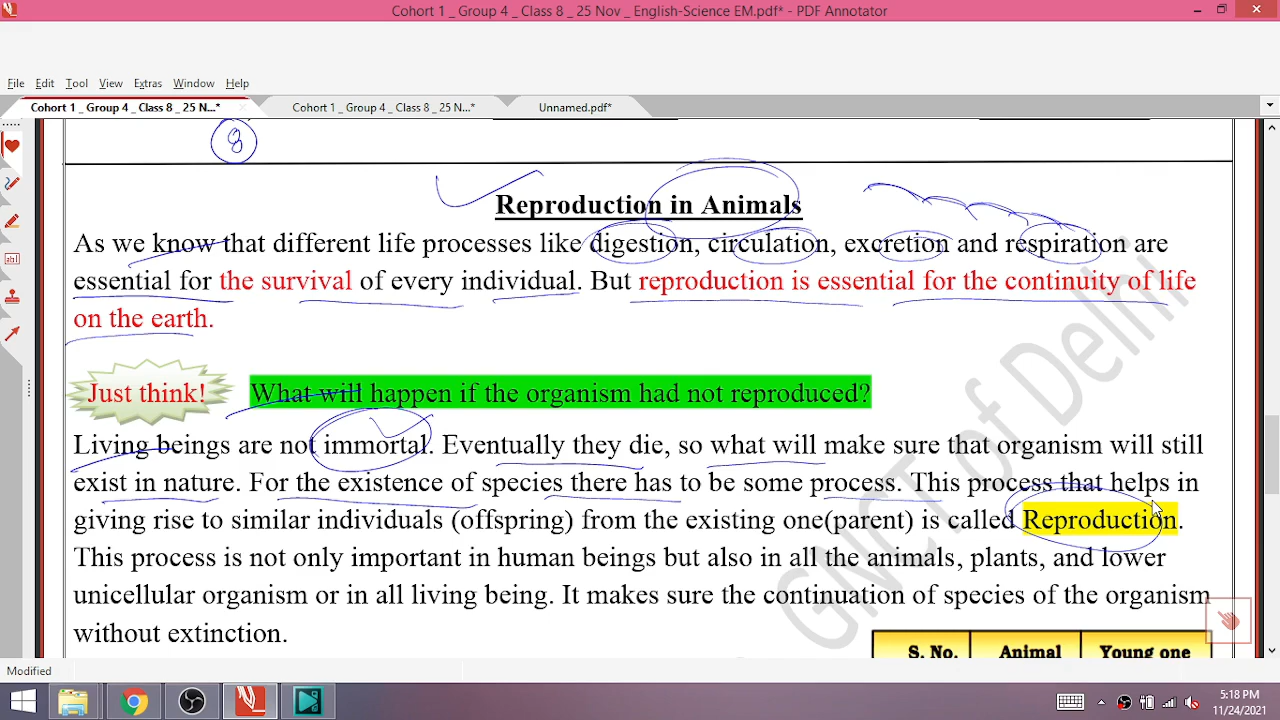 Cohort 1 _ Group 4 _ Class 8 _ 25 Nov _ English-Science EM.pdf* - PDF Annotator
File Edit Tool View Extras Window Help
Cohort 1 _ Group 4 _ Class 8 _ 25 N...* Cohort 1 _ Group 4 _ Class 8 _ 25 N...* Unnamed.pdf*
8
Reproduction in Animals
As we know that different life processes like digestion, circulation, excretion and respiration are
essential for the survival of every individual. But reproduction is essential for the continuity of life
on the earth.
Just think! What will happen if the organism had not reproduced?
Living beings are not immortal. Eventually they die, so what will make sure that organism will still
exist in nature. For the existence of species there has to be some process. This process that helps in
giving rise to similar individuals (offspring) from the existing one(parent) is called Reproduction.
This process is not only important in human beings but also in all the animals, plants, and lower
unicellular organism or in all living being. It makes sure the continuation of species of the organism
without extinction.
GNCT of Delhi
S. No. Animal Young one
Modified
5:18 PM
11/24/2021